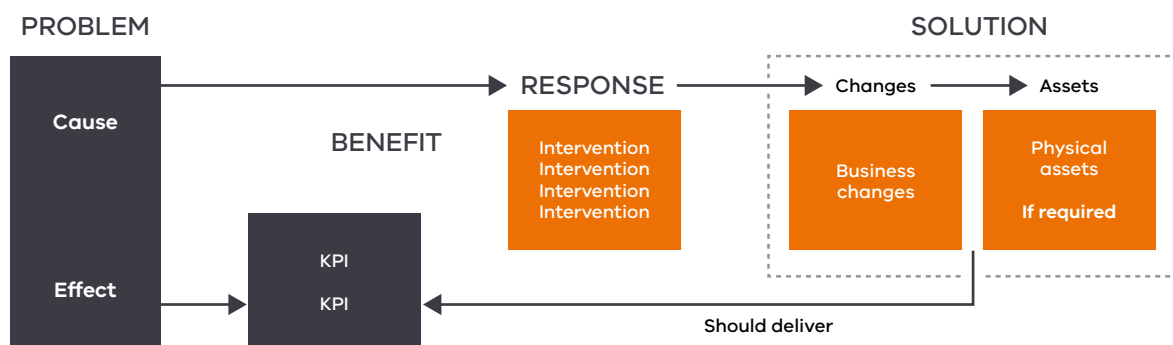 PROBLEM
SOLUTION
Cause
RESPONSE
Changes
Assets
BENEFIT
Intervention
Intervention
Intervention
Intervention
Business
changes
Physical
assets
If required
Effect
KPI
KPI
Should deliver